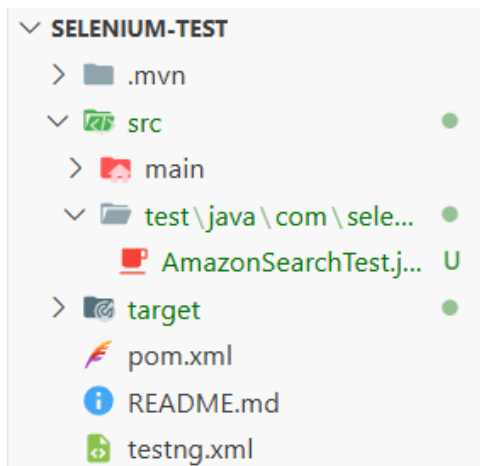 SELENIUM-TEST
.mvn
src
main
test\java\com\sele...
AmazonSearchTest.j... U
target
pom.xml
README.md
testng.xml